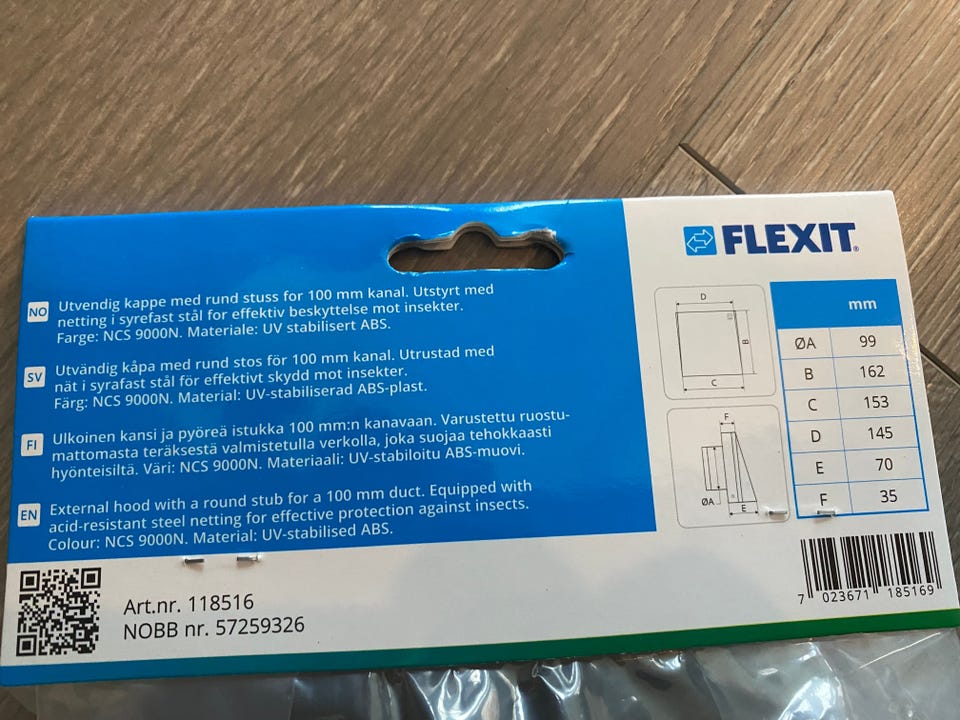 NO
Utvendig kappe med rund stuss for 100 mm kanal. Utstyrt med
netting i syrefast stål for effektiv beskyttelse mot insekter.
Farge: NCS 9000N. Materiale: UV stabilisert ABS.
SV
Utvändig kåpa med rund stos för 100 mm kanal. Utrustad med
nät i syrafast stål för effektivt skydd mot insekter.
Färg: NCS 9000N. Material: UV-stabiliserad ABS-plast.
FI
Ulkoinen kansi ja pyöreä istukka 100 mm:n kanavaan. Varustettu ruostu-
mattomasta teräksestä valmistetulla verkolla, joka suojaa tehokkaasti
hyönteisiltä. Väri: NCS 9000N. Materiaali: UV-stabiloitu ABS-muovi.
EN
External hood with a round stub for a 100 mm duct. Equipped with
acid-resistant steel netting for effective protection against insects.
Colour: NCS 9000N. Material: UV-stabilised ABS.
Art.nr. 118516
NOBB nr. 57259326
FLEXIT®
D
B
C
F
ØA
E
mm
ØA 99
B 162
C 153
D 145
E 70
F 35
7 023671 185169